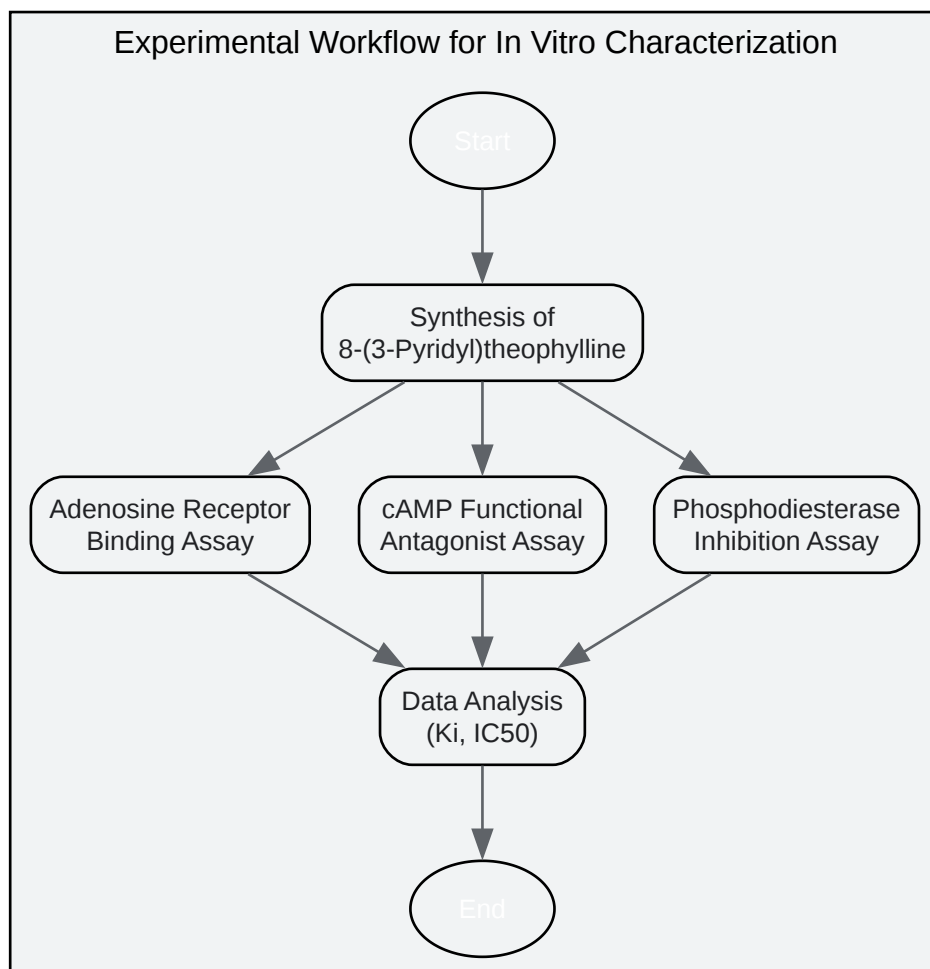 Experimental Workflow for In Vitro Characterization
Start
Synthesis of
8-(3-Pyridyl)theophylline
Adenosine Receptor
Binding Assay
cAMP Functional
Antagonist Assay
Phosphodiesterase
Inhibition Assay
Data Analysis
(Ki, IC50)
End